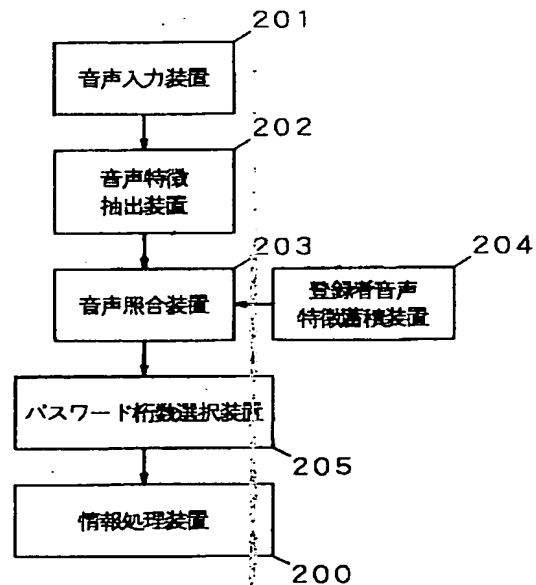 201
音声入力装置
202
音声特徴
抽出装置
203
204
音声照合装置
登録者音声
特徴蓄積装置
パスワード桁数選択装置
205
情報処理装置
200